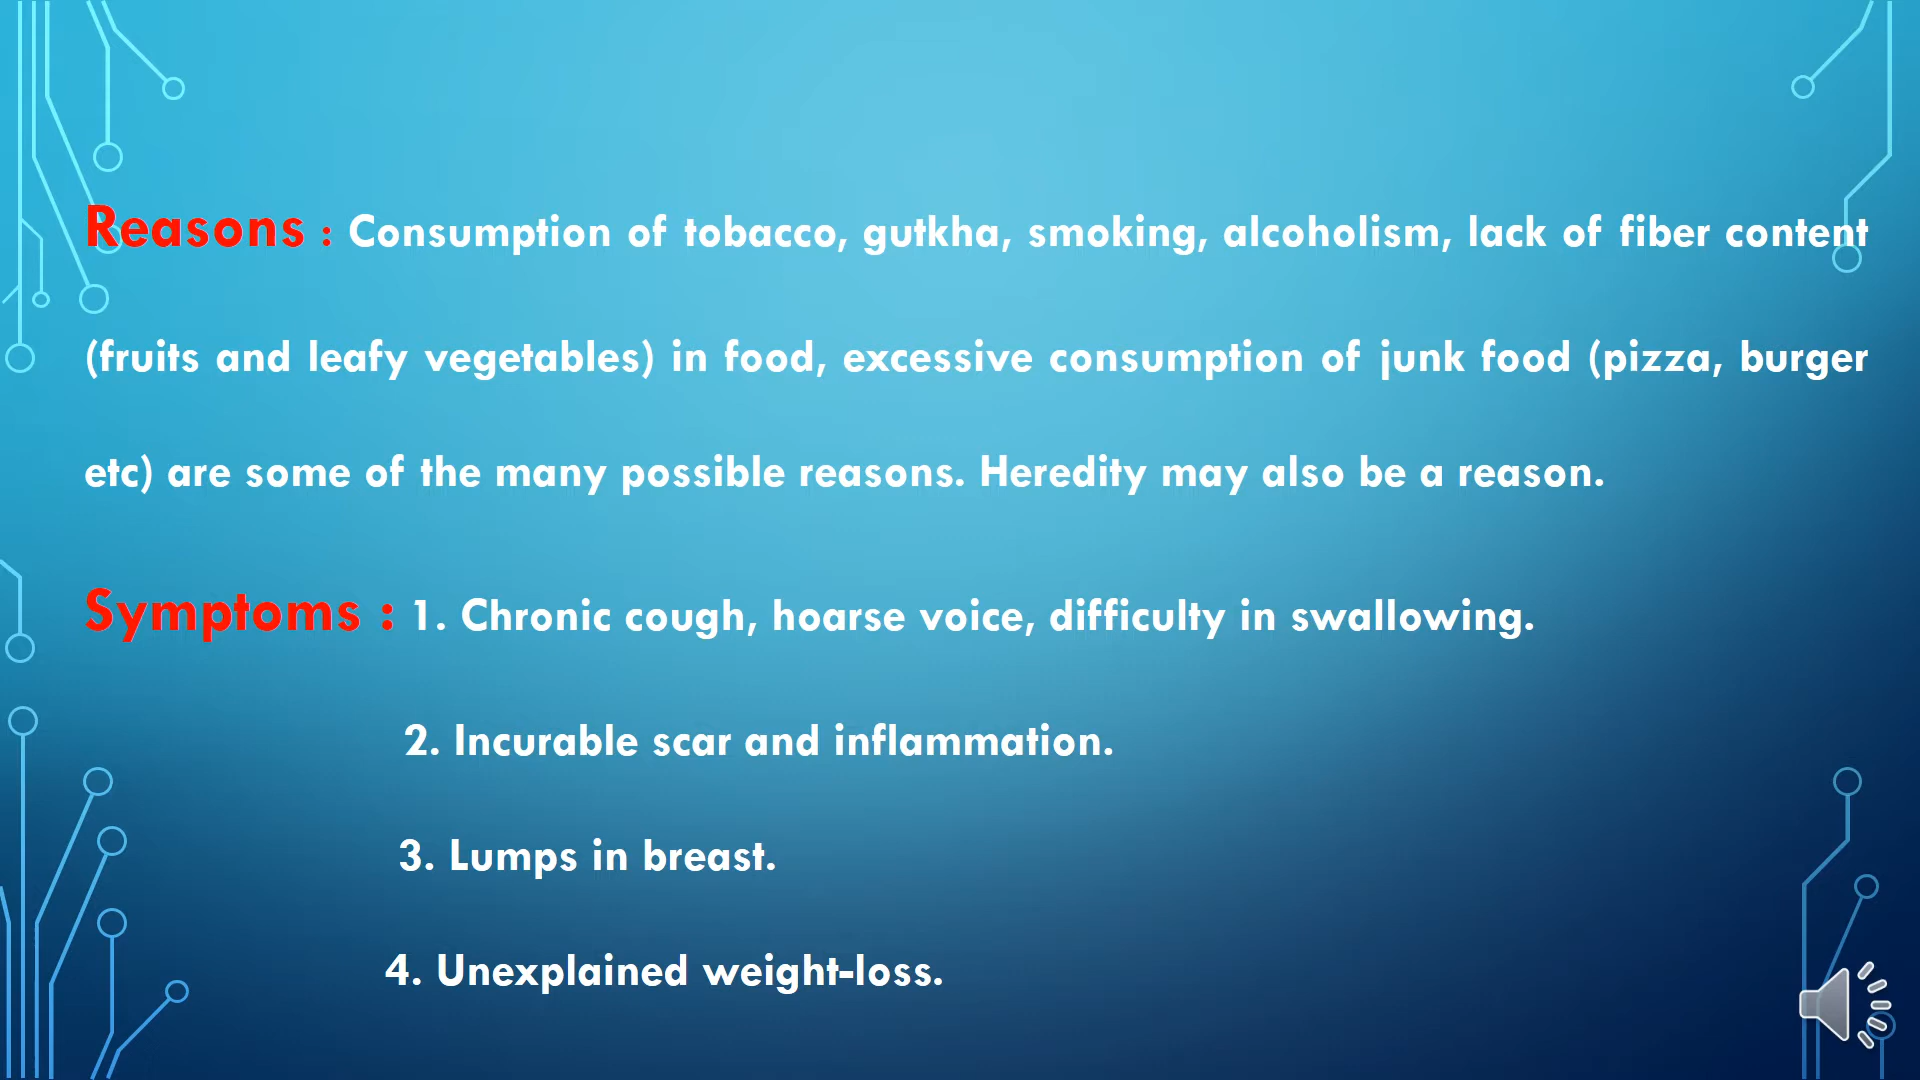 Reasons : Consumption of tobacco, gutkha, smoking, alcoholism, lack of fiber content
(fruits and leafy vegetables) in food, excessive consumption of junk food (pizza, burger
etc) are some of the many possible reasons. Heredity may also be a reason.
Symptoms : 1. Chronic cough, hoarse voice, difficulty in swallowing.
2. Incurable scar and inflammation.
3. Lumps in breast.
4. Unexplained weight-loss.